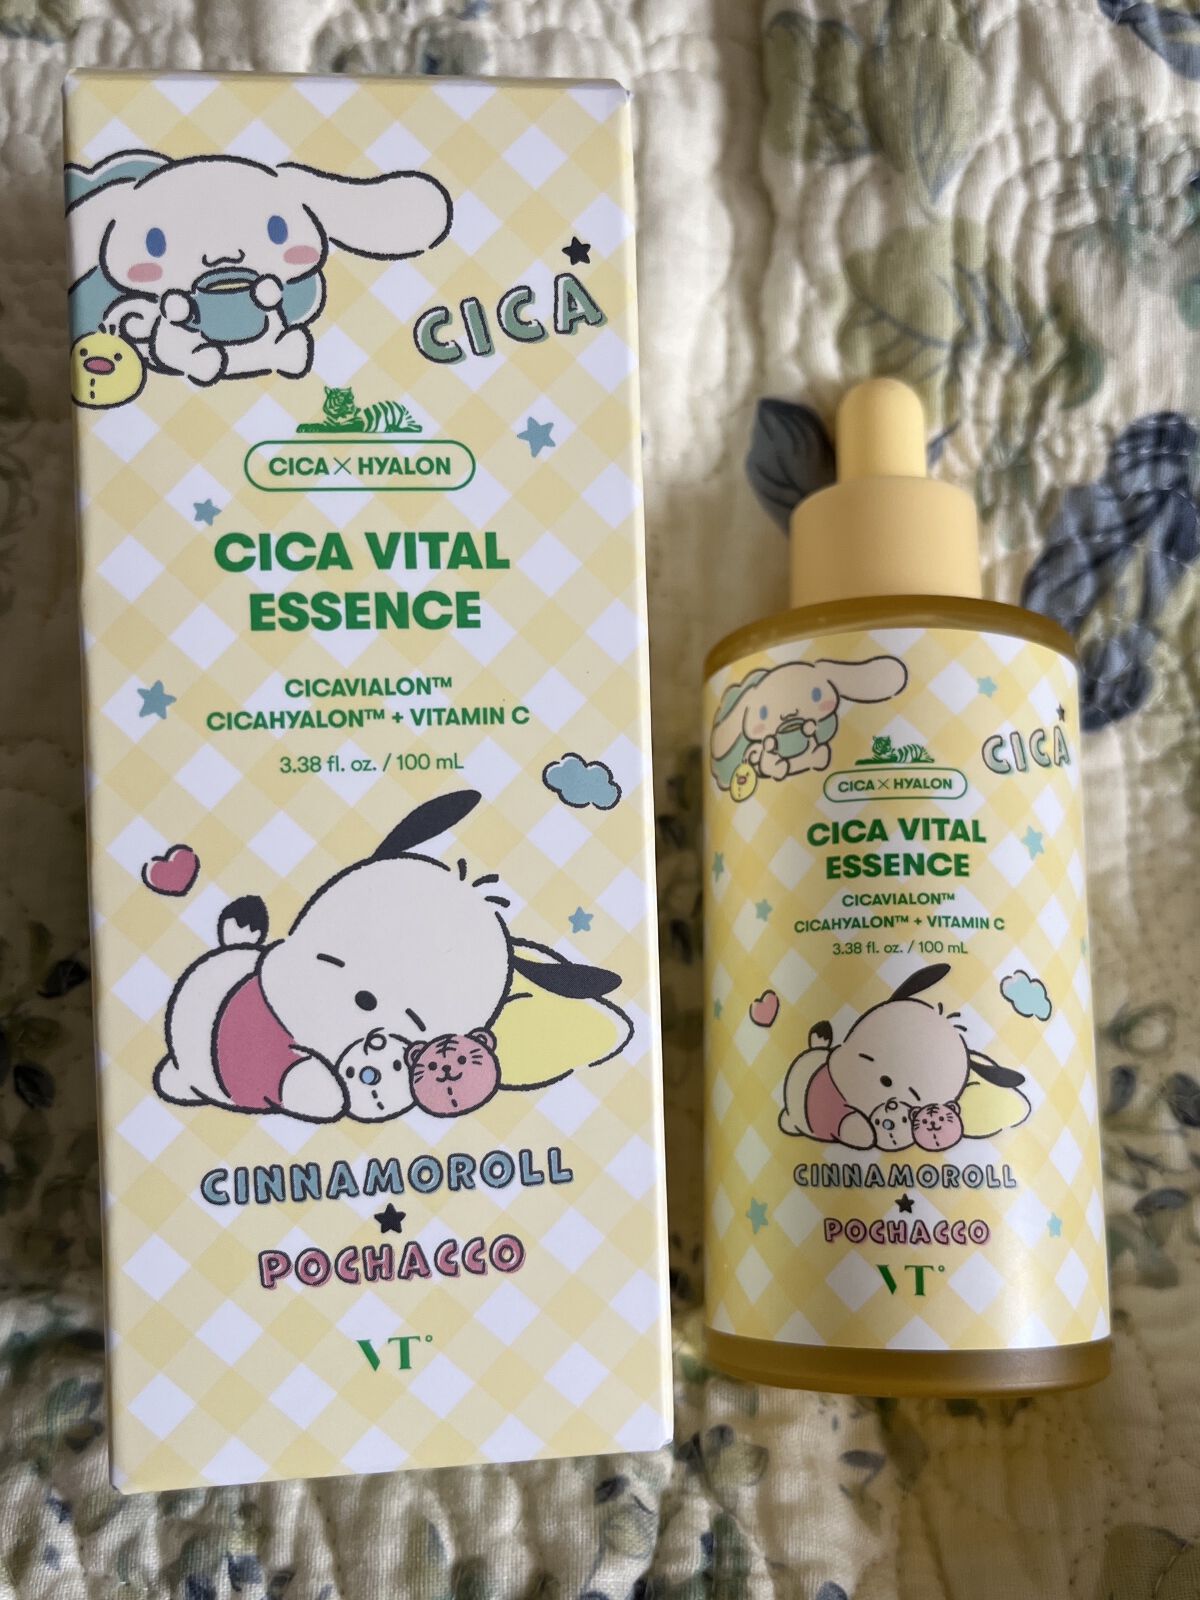 CICA
CICA×HYALON
CICA VITAL
ESSENCE
CICAVIALON™
CICAHYALON™ + VITAMIN C
3.38 fl. oz. / 100 mL
CINNAMOROLL
POCHACCO
VT°
CICA
CICA×HYALON
CICA VITAL
ESSENCE
CICAVIALON™
CICAHYALON™ + VITAMIN C
3.38 fl. oz. / 100 mL
CINNAMOROLL
POCHACCO
VT°